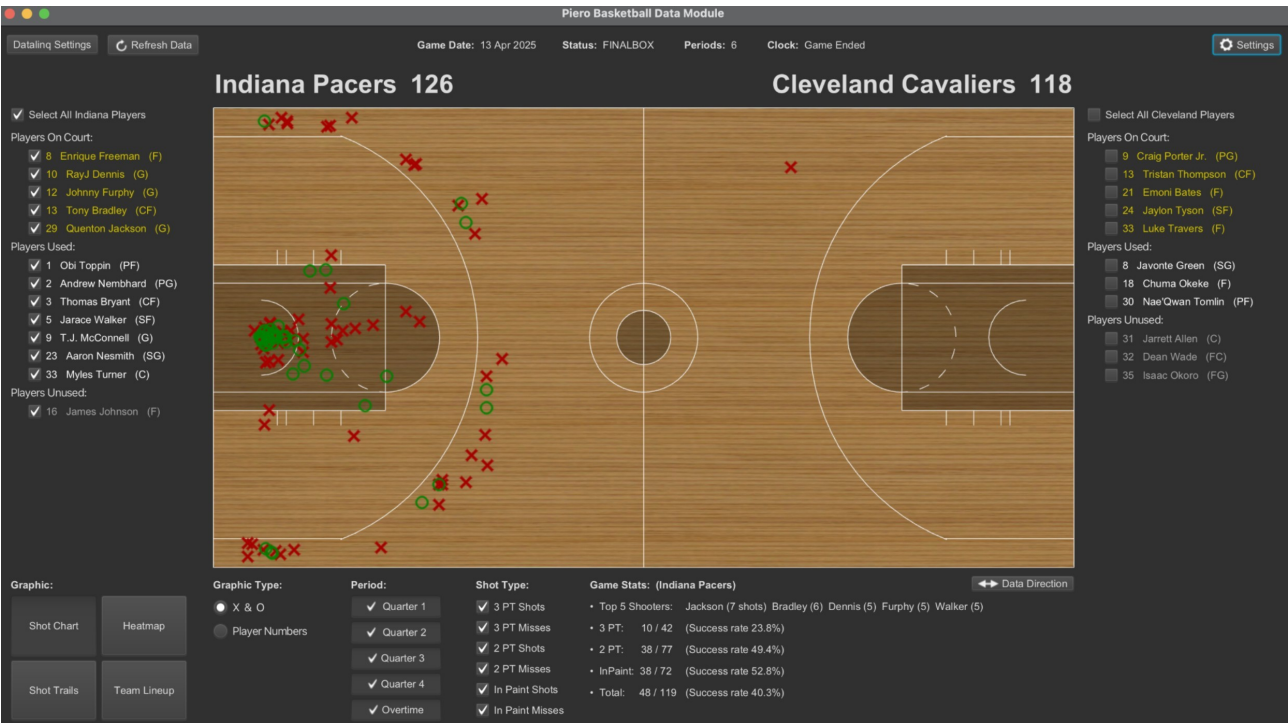 Piero Basketball Data Module
Datalinq Settings
Refresh Data
Game Date: 13 Apr 2025 Status: FINALBOX Periods: 6 Clock: Game Ended
Settings
Indiana Pacers 126
Cleveland Cavaliers 118
Select All Indiana Players
Players On Court:
8 Enrique Freeman (F)
10 RayJ Dennis (G)
12 Johnny Furphy (G)
13 Tony Bradley (CF)
29 Quenton Jackson (G)
Players Used:
1 Obi Toppin (PF)
2 Andrew Nembhard (PG)
3 Thomas Bryant (CF)
5 Jarace Walker (SF)
9 T.J. McConnell (G)
23 Aaron Nesmith (SG)
33 Myles Turner (C)
Players Unused:
16 James Johnson (F)
Select All Cleveland Players
Players On Court:
9 Craig Porter Jr. (PG)
13 Tristan Thompson (CF)
21 Emoni Bates (F)
24 Jaylon Tyson (SF)
33 Luke Travers (F)
Players Used:
8 Javonte Green (SG)
18 Chuma Okeke (F)
30 Nae'Qwan Tomlin (PF)
Players Unused:
31 Jarrett Allen (C)
32 Dean Wade (FC)
35 Isaac Okoro (FG)
Graphic:
Shot Chart
Heatmap
Shot Trails
Team Lineup
Graphic Type:
X & O
Player Numbers
Period:
Quarter 1
Quarter 2
Quarter 3
Quarter 4
Overtime
Shot Type:
3 PT Shots
3 PT Misses
2 PT Shots
2 PT Misses
In Paint Shots
In Paint Misses
Game Stats: (Indiana Pacers)
• Top 5 Shooters: Jackson (7 shots) Bradley (6) Dennis (5) Furphy (5) Walker (5)
• 3 PT: 10 / 42 (Success rate 23.8%)
• 2 PT: 38 / 77 (Success rate 49.4%)
• InPaint: 38 / 72 (Success rate 52.8%)
• Total: 48 / 119 (Success rate 40.3%)
Data Direction